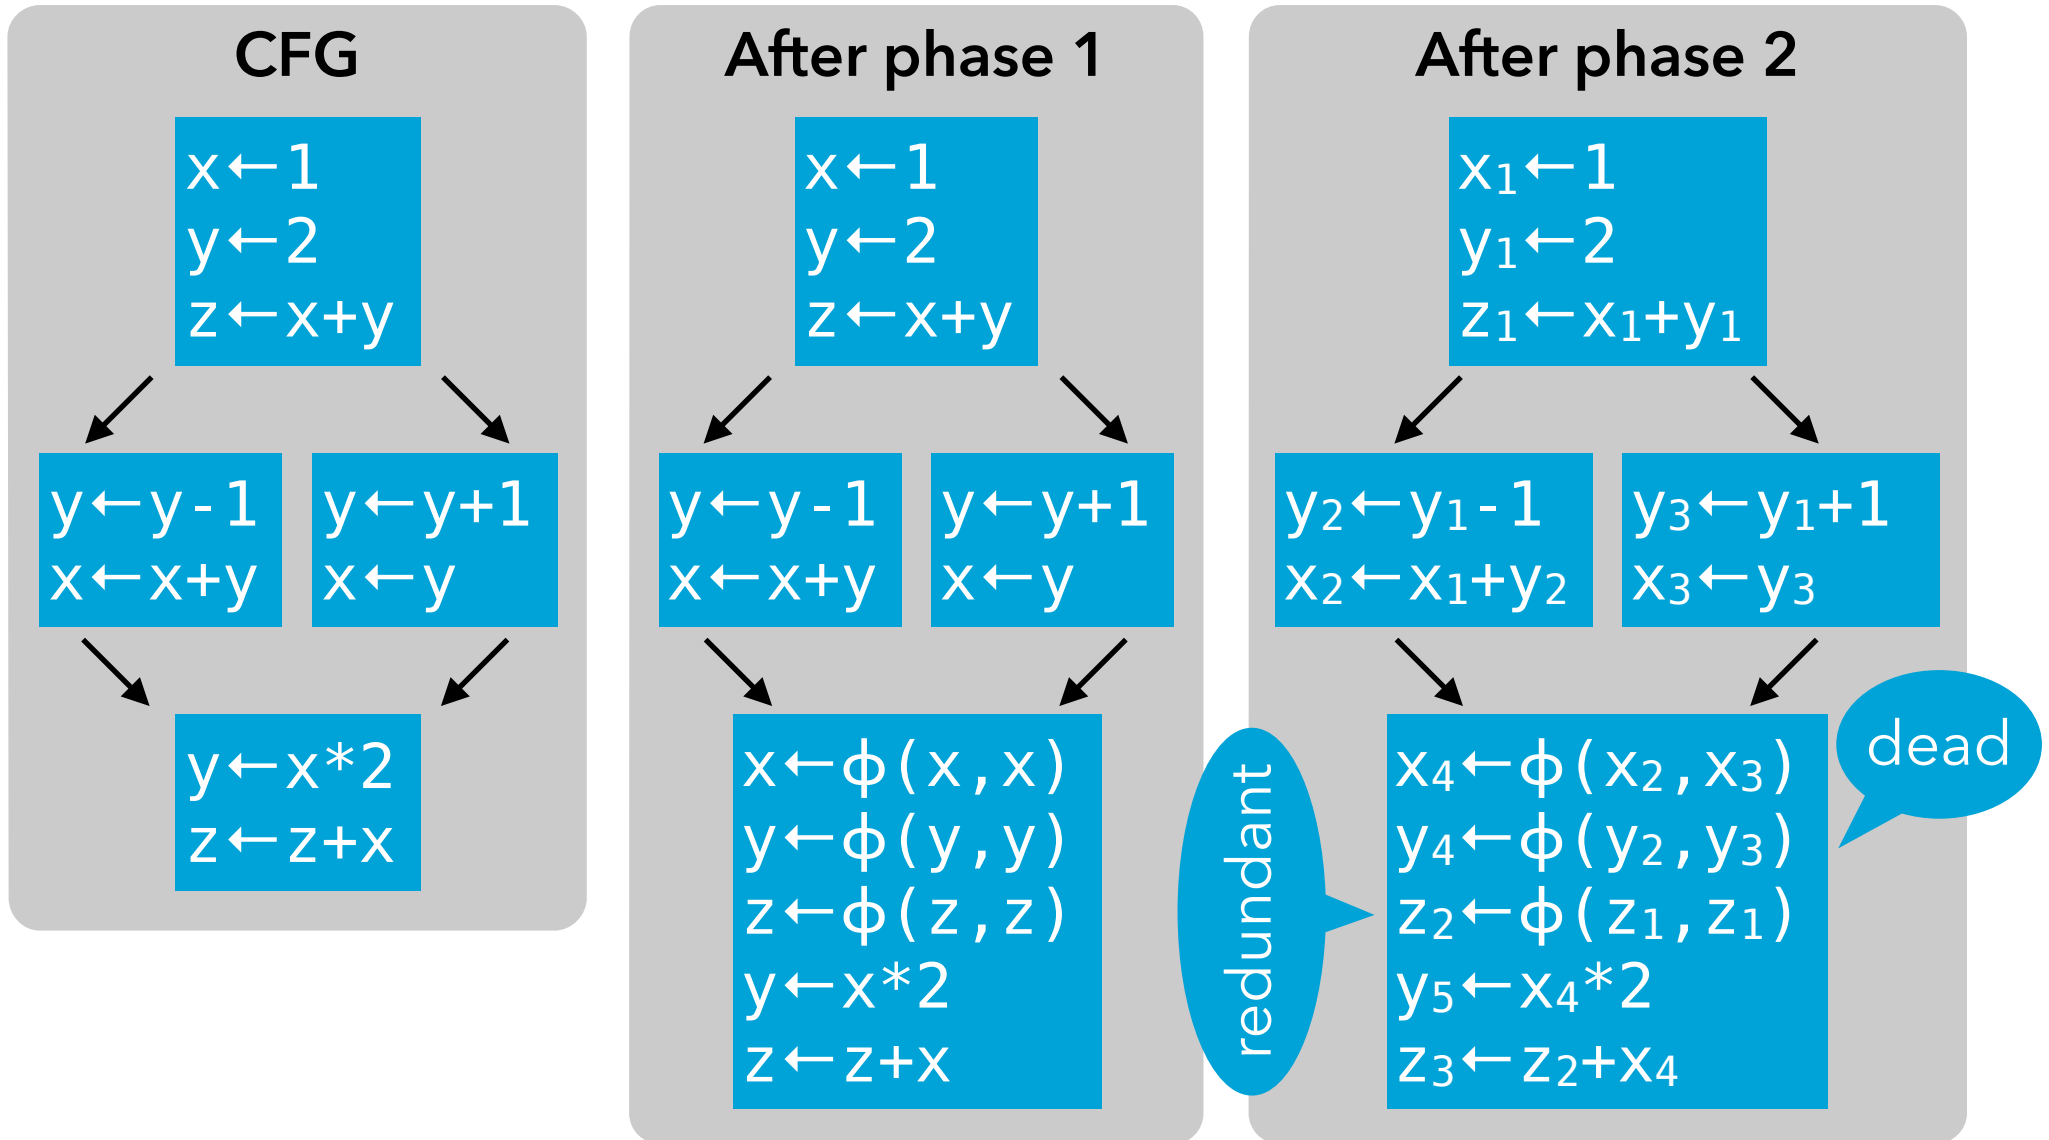 CFG
x←1
y←2
z←x+y
y←y-1
x←x+y
y←y+1
x←y
y←x*2
z←z+x
After phase 1
x←1
y←2
z←x+y
y←y-1
x←x+y
y←y+1
x←y
x←ϕ(x,x)
y←ϕ(y,y)
z←ϕ(z,z)
y←x*2
z←z+x
After phase 2
x₁←1
y₁←2
z₁←x₁+y₁
y₂←y₁-1
x₂←x₁+y₂
y₃←y₁+1
x₃←y₃
x₄←ϕ(x₂,x₃)
y₄←ϕ(y₂,y₃)
z₂←ϕ(z₁,z₁)
y₅←x₄*2
z₃←z₂+x₄
redundant
dead